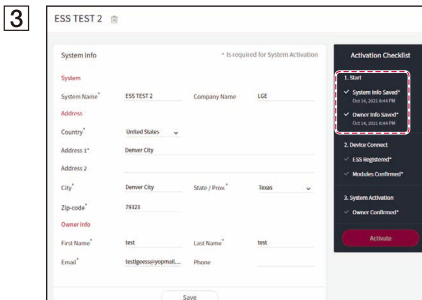 3
ESS TEST 2
System Info * Is required for System Activation
System
System Name* ESS TEST 2 Company Name LGE
Address
Country* United States
Address 1* Denver City
Address 2
City* Denver City State / Prov.* Texas
Zip-code* 79323
Owner Info
First Name* test Last Name* test
Email* testlgeess@yopmail.... Phone
Save
Activation Checklist
1. Start
System Info Saved*
Oct 14, 2021 8:44 PM
Owner Info Saved*
Oct 14, 2021 8:44 PM
2. Device Connect
ESS Registered*
Modules Confirmed*
3. System Activation
Owner Confirmed*
Activate